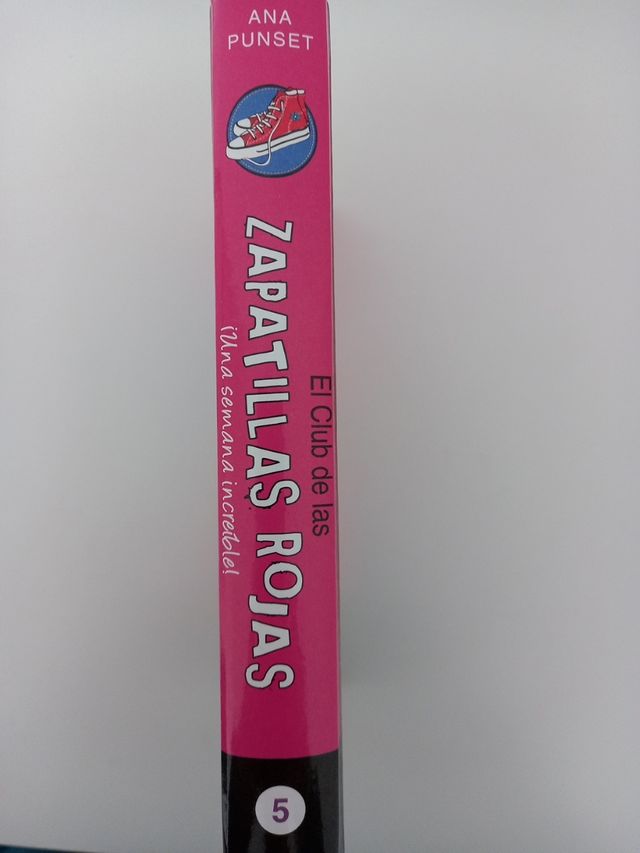 ANA
PUNSET
El Club de las
ZAPATILLAS ROJAS
¡Una semana increíble!
5